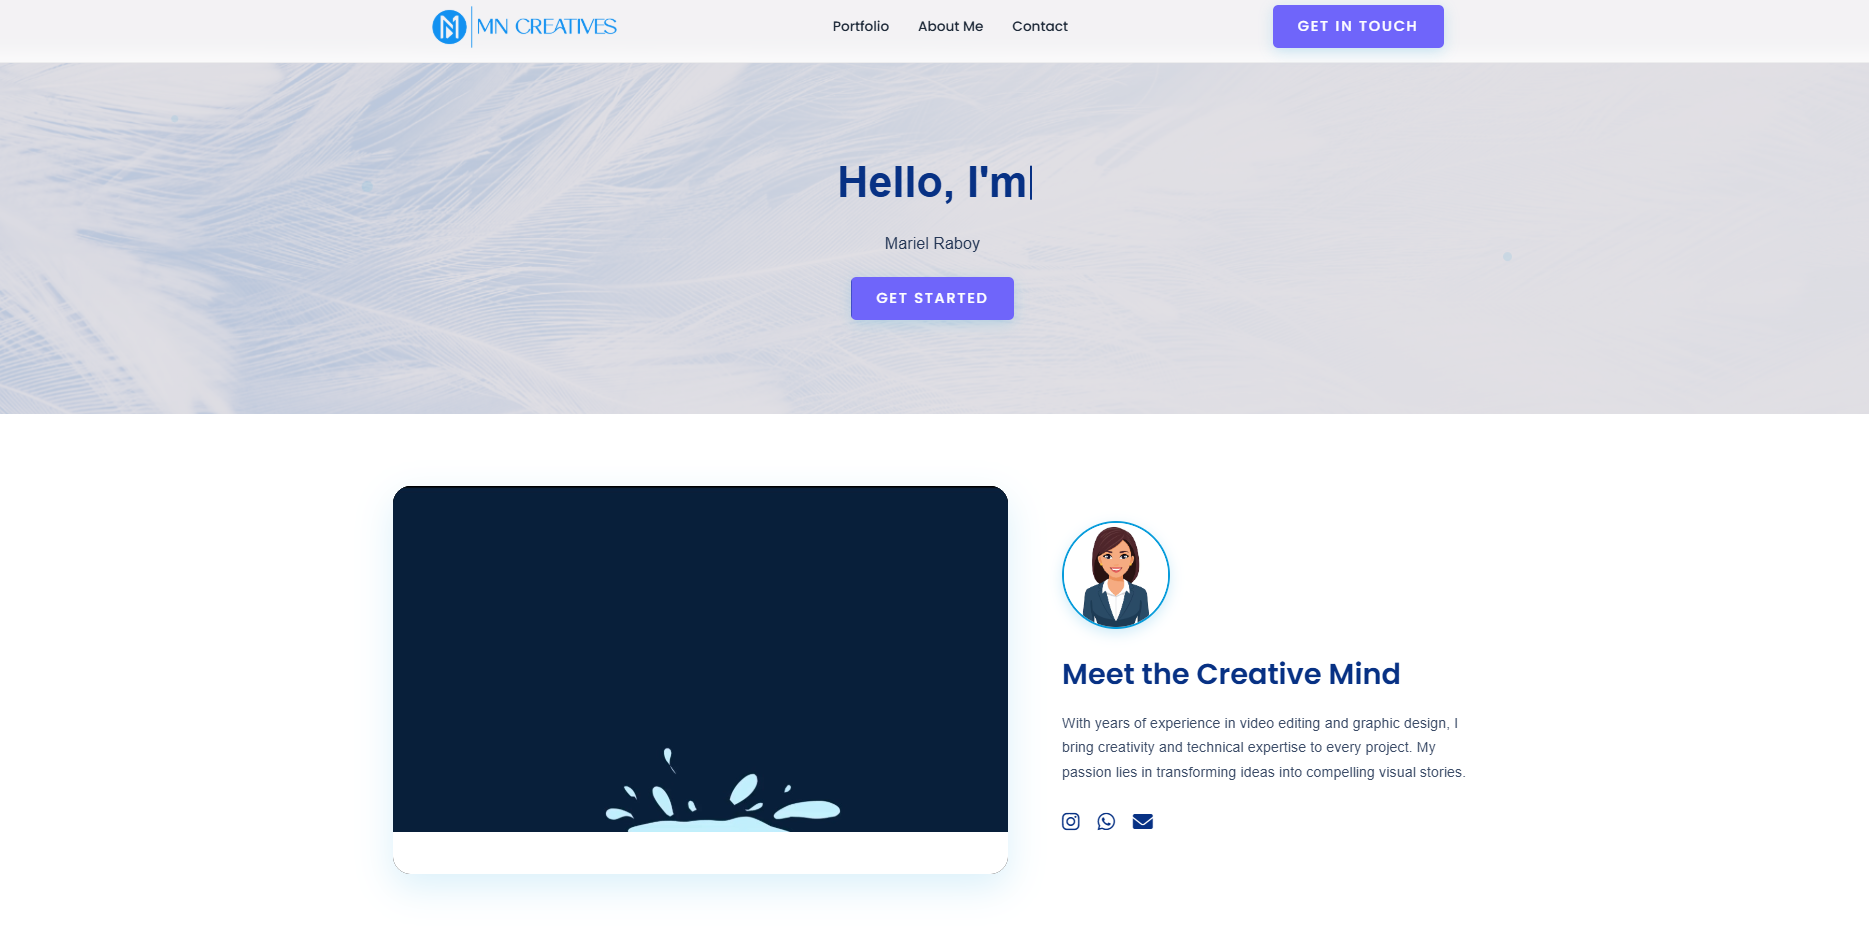 MN CREATIVES
Portfolio About Me Contact
GET IN TOUCH
Hello, I'm
Mariel Raboy
GET STARTED
Meet the Creative Mind
With years of experience in video editing and graphic design, I
bring creativity and technical expertise to every project. My
passion lies in transforming ideas into compelling visual stories.